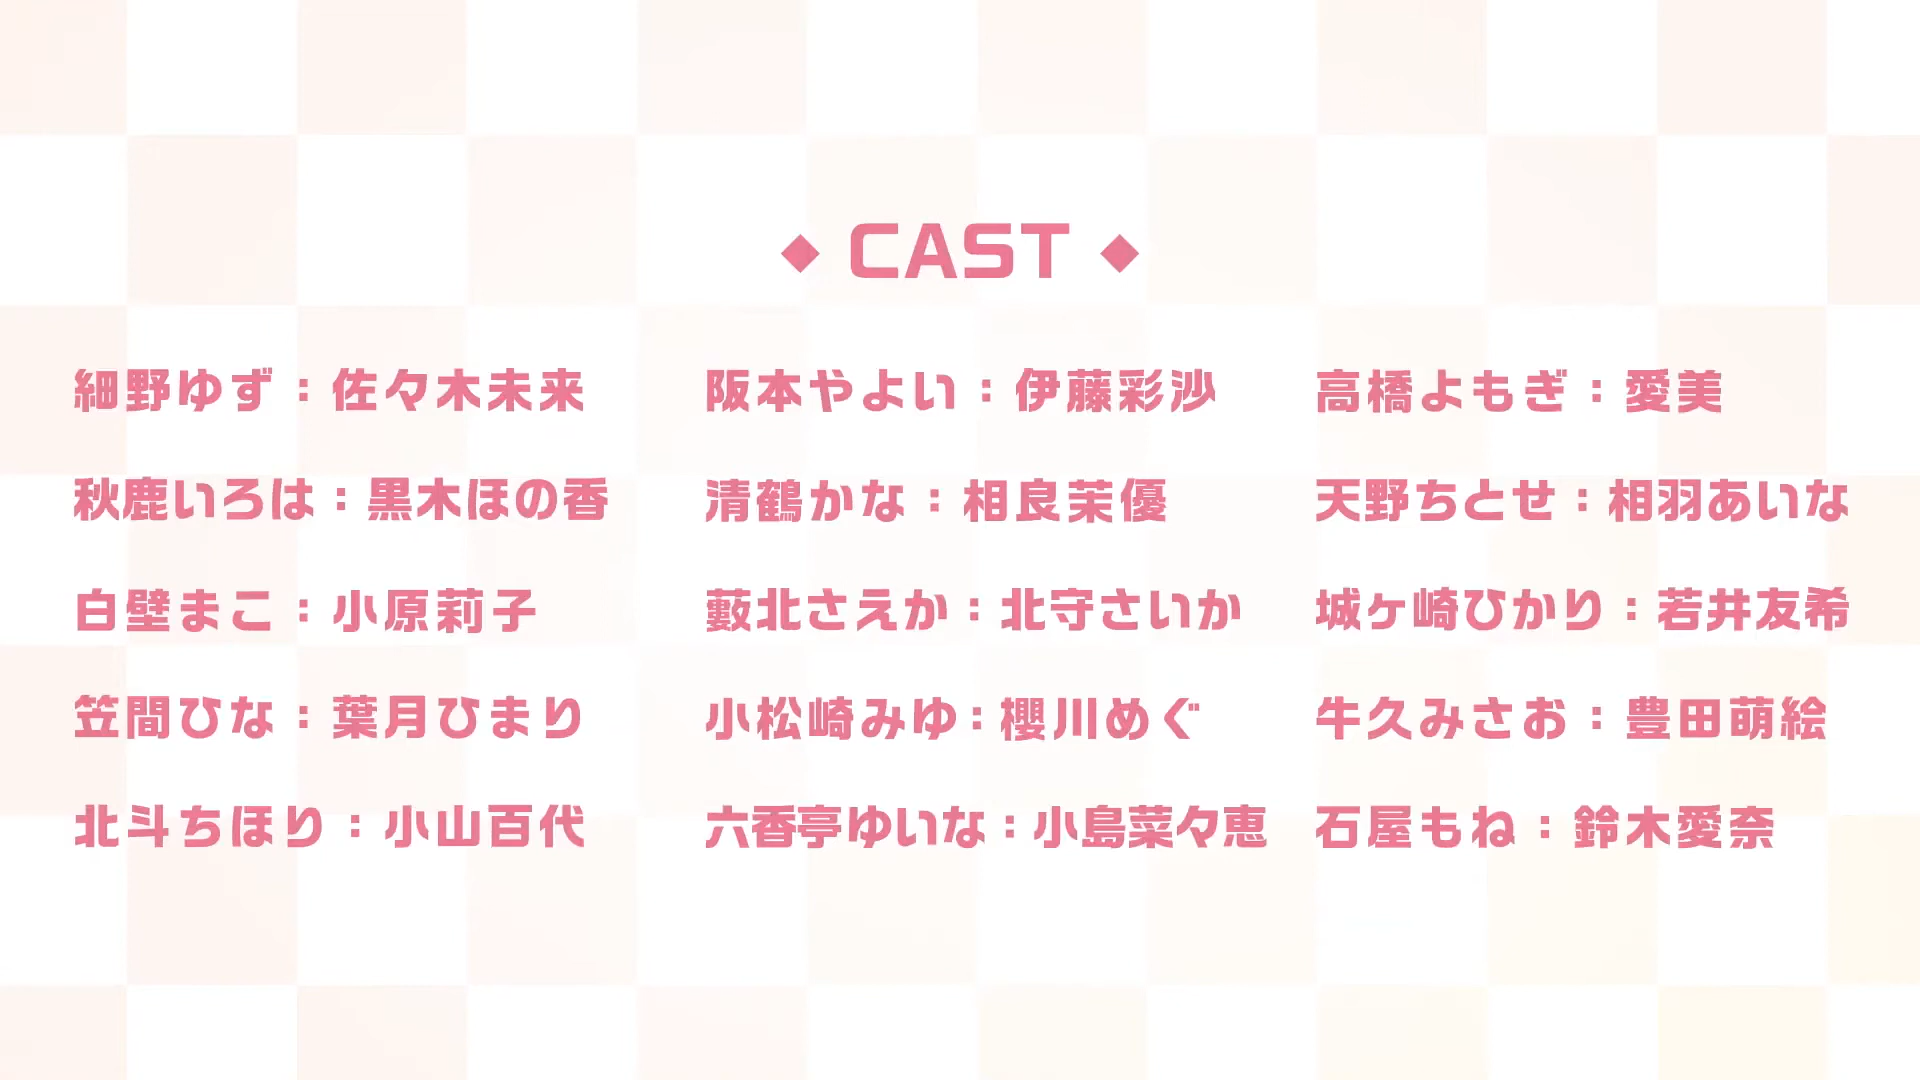 ◆ CAST ◆
細野ゆず：佐々木未来
阪本やよい：伊藤彩沙
高橋よもぎ：愛美
秋鹿いろは：黒木ほの香
清鶴かな：相良茉優
天野ちとせ：相羽あいな
白壁まこ：小原莉子
藪北さえか：北守さいか
城ヶ崎ひかり：若井友希
笠間ひな：葉月ひまり
小松崎みゆ：櫻川めぐ
牛久みさお：豊田萌絵
北斗ちほり：小山百代
六香亭ゆいな：小島菜々恵
石屋もね：鈴木愛奈